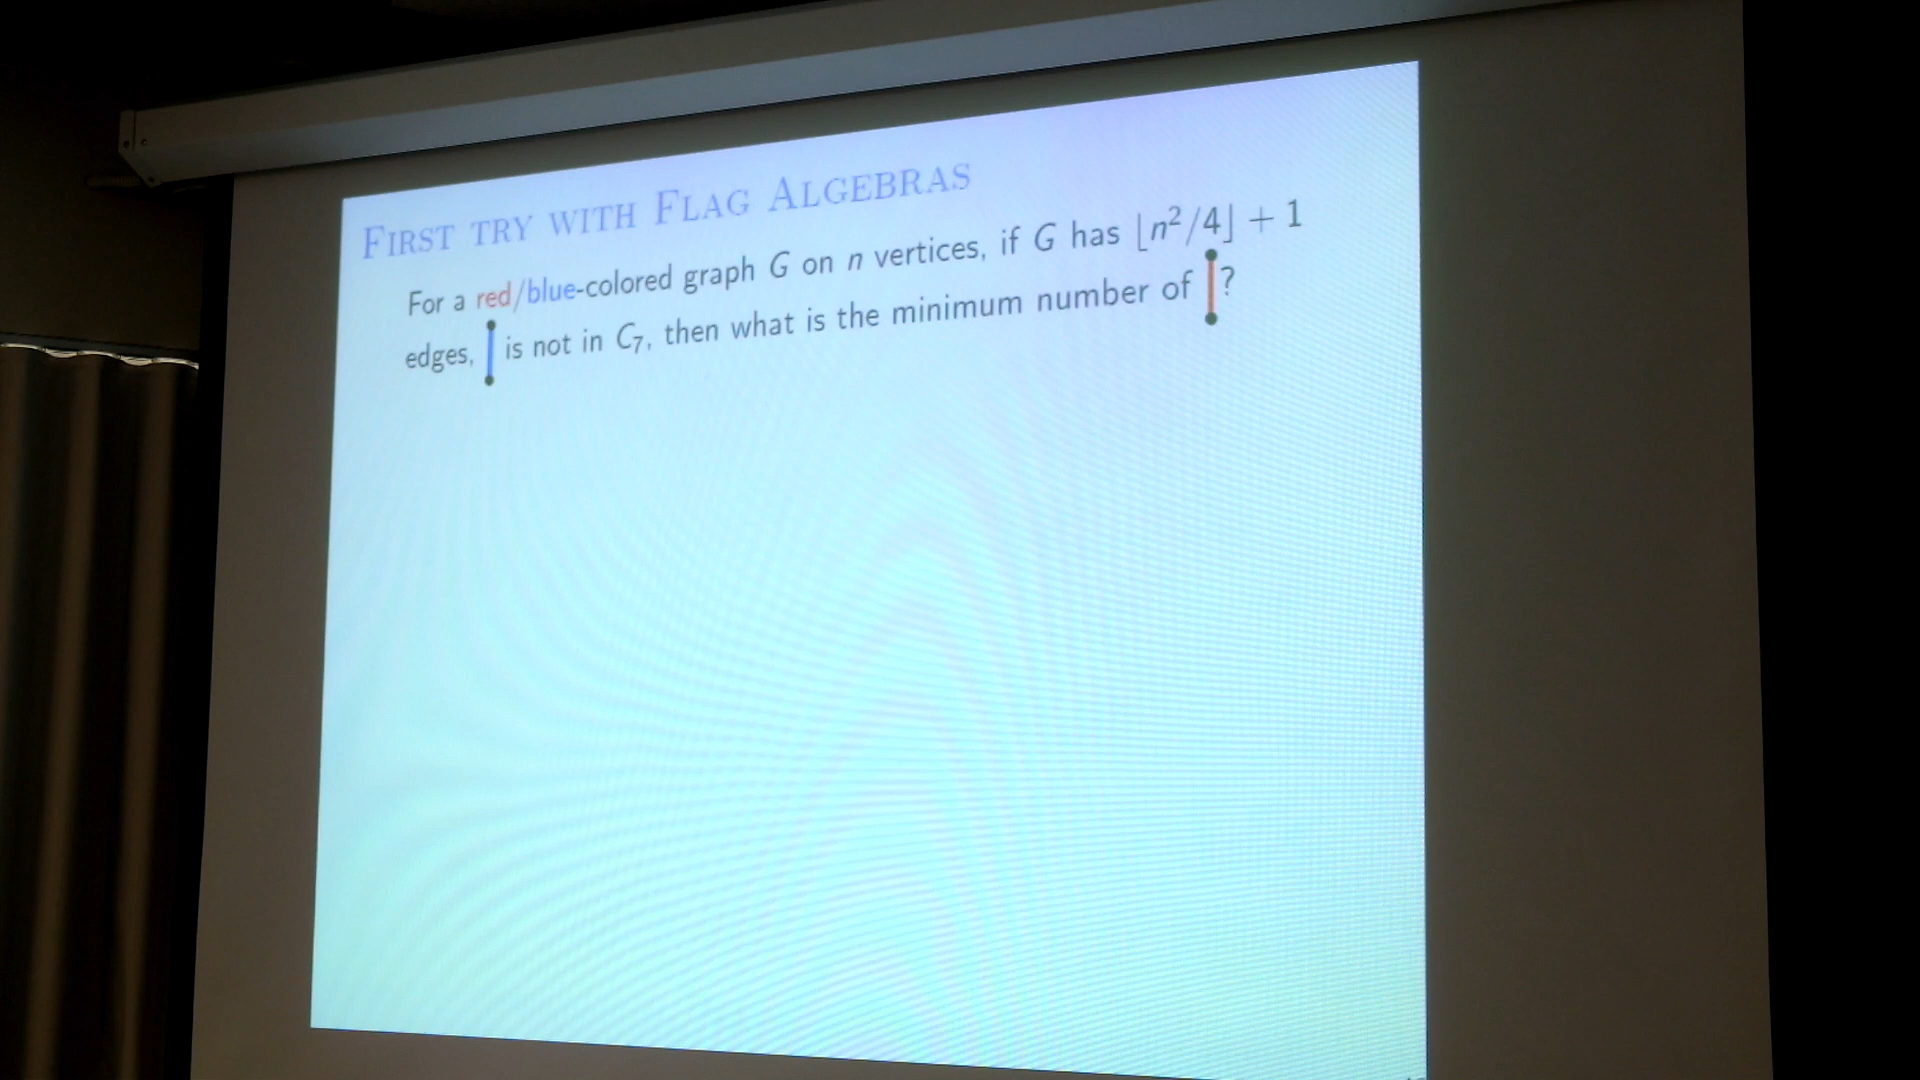 FIRST TRY WITH FLAG ALGEBRAS
For a red/blue-colored graph G on n vertices, if G has ⌊n²/4⌋ + 1
edges, is not in C₇, then what is the minimum number of ?